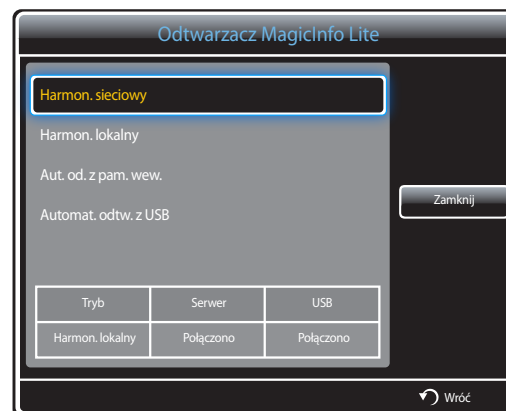 Odtwarzacz MagicInfo Lite
Harmon. sieciowy
Harmon. lokalny
Aut. od. z pam. wew.
Automat. odtw. z USB
Zamknij
Tryb Serwer USB
Harmon. lokalny Połączono Połączono
Wróć